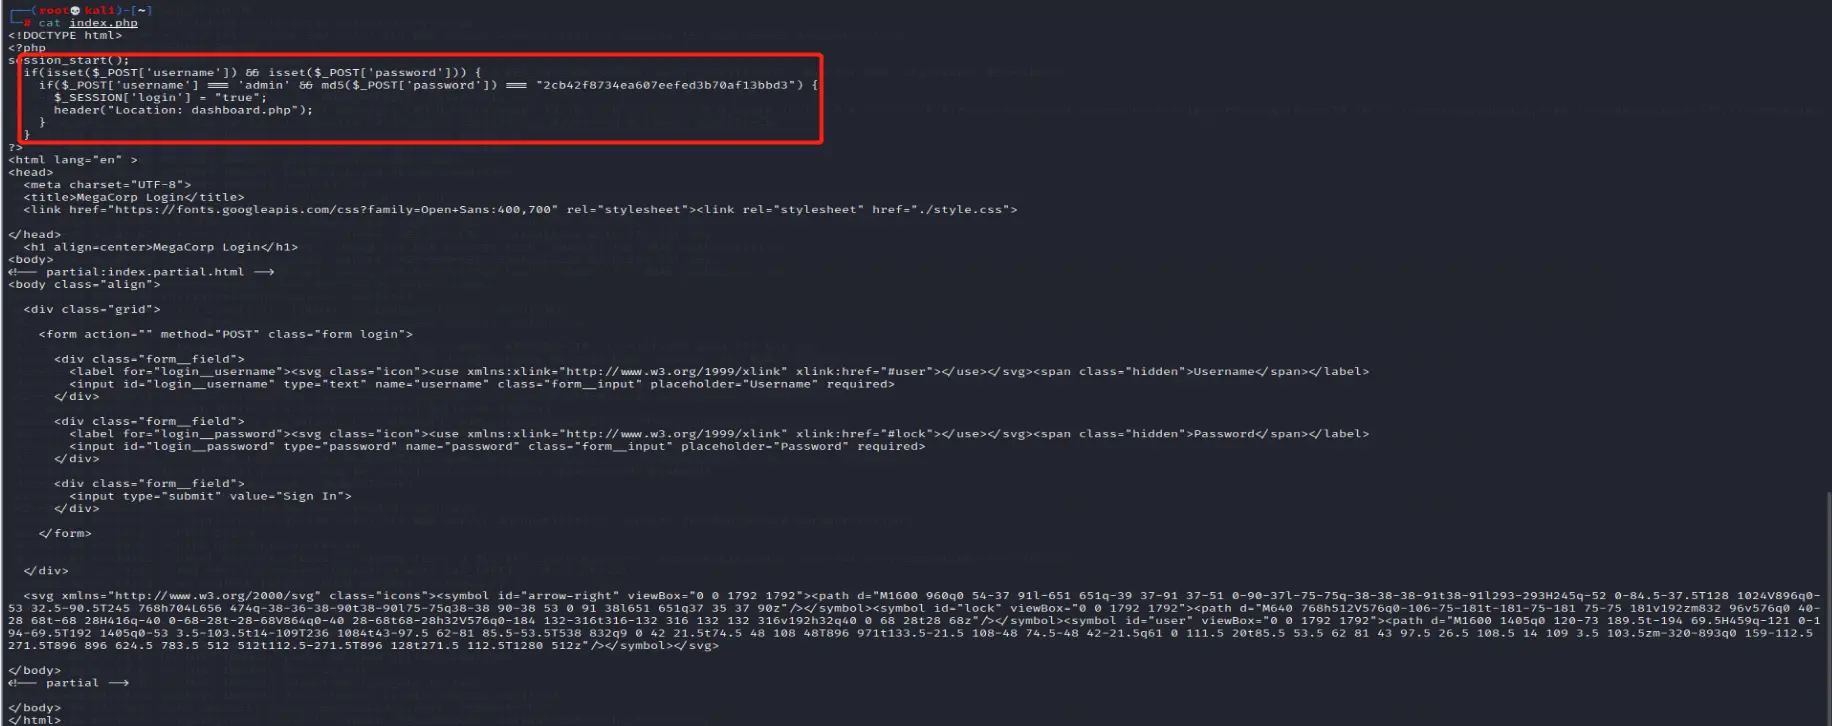 ┌──(root💀kali)-[~]
└─# cat index.php
<!DOCTYPE html>
<?php
session_start();
  if(isset($_POST['username']) && isset($_POST['password'])) {
    if($_POST['username'] === 'admin' && md5($_POST['password']) === "2cb42f8734ea607eefed3b70af13bbd3") {
      $_SESSION['login'] = "true";
      header("Location: dashboard.php");
    }
  }
?>
<html lang="en" >
<head>
  <meta charset="UTF-8">
  <title>MegaCorp Login</title>
  <link href="https://fonts.googleapis.com/css?family=Open+Sans:400,700" rel="stylesheet"><link rel="stylesheet" href="./style.css">
</head>
  <h1 align=center>MegaCorp Login</h1>
<body>
<!-- partial:index.partial.html -->
<body class="align">
  <div class="grid">
    <form action="" method="POST" class="form login">
      <div class="form__field">
        <label for="login__username"><svg class="icon"><use xmlns:xlink="http://www.w3.org/1999/xlink" xlink:href="#user"></use></svg><span class="hidden">Username</span></label>
        <input id="login__username" type="text" name="username" class="form__input" placeholder="Username" required>
      </div>
      <div class="form__field">
        <label for="login__password"><svg class="icon"><use xmlns:xlink="http://www.w3.org/1999/xlink" xlink:href="#lock"></use></svg><span class="hidden">Password</span></label>
        <input id="login__password" type="password" name="password" class="form__input" placeholder="Password" required>
      </div>
      <div class="form__field">
        <input type="submit" value="Sign In">
      </div>
    </form>
  </div>
  <svg xmlns="http://www.w3.org/2000/svg" class="icons"><symbol id="arrow-right" viewBox="0 0 1792 1792"><path d="M1600 960q0 54-37 91l-651 651q-39 37-91 37-51 0-90-37l-75-75q-38-38-38-91t38-91l293-293H245q-52 0-84.5-37.5T128 1024V896q0-
53 32.5-90.5T245 768h704L656 474q-38-36-38-90t38-90l75-75q38-38 90-38 53 0 91 38l651 651q37 35 37 90z"/></symbol><symbol id="lock" viewBox="0 0 1792 1792"><path d="M640 768h512V576q0-106-75-181t-181-75-181 75-75 181v192zm832 96v576q0 40-
28 68t-68 28H416q-40 0-68-28t-28-68V864q0-40 28-68t68-28h32V576q0-184 132-316t316-132 316 132 132 316v192h32q40 0 68 28t28 68z"/></symbol><symbol id="user" viewBox="0 0 1792 1792"><path d="M1600 1405q0 120-73 189.5t-194 69.5H459q-121 0-1
94-69.5T192 1405q0-53 3.5-103.5t14-109T236 1084t43-97.5 62-81 85.5-53.5T538 832q9 0 42 21.5t74.5 48 108 48T896 971t133.5-21.5 108-48 74.5-48 42-21.5q61 0 111.5 20t85.5 53.5 62 81 43 97.5 26.5 108.5 14 109 3.5 103.5zm-320-893q0 159-112.5
271.5T896 896 624.5 783.5 512 512t112.5-271.5T896 128t271.5 112.5T1280 512z"/></symbol></svg>
</body>
<!-- partial -->
</body>
</html>